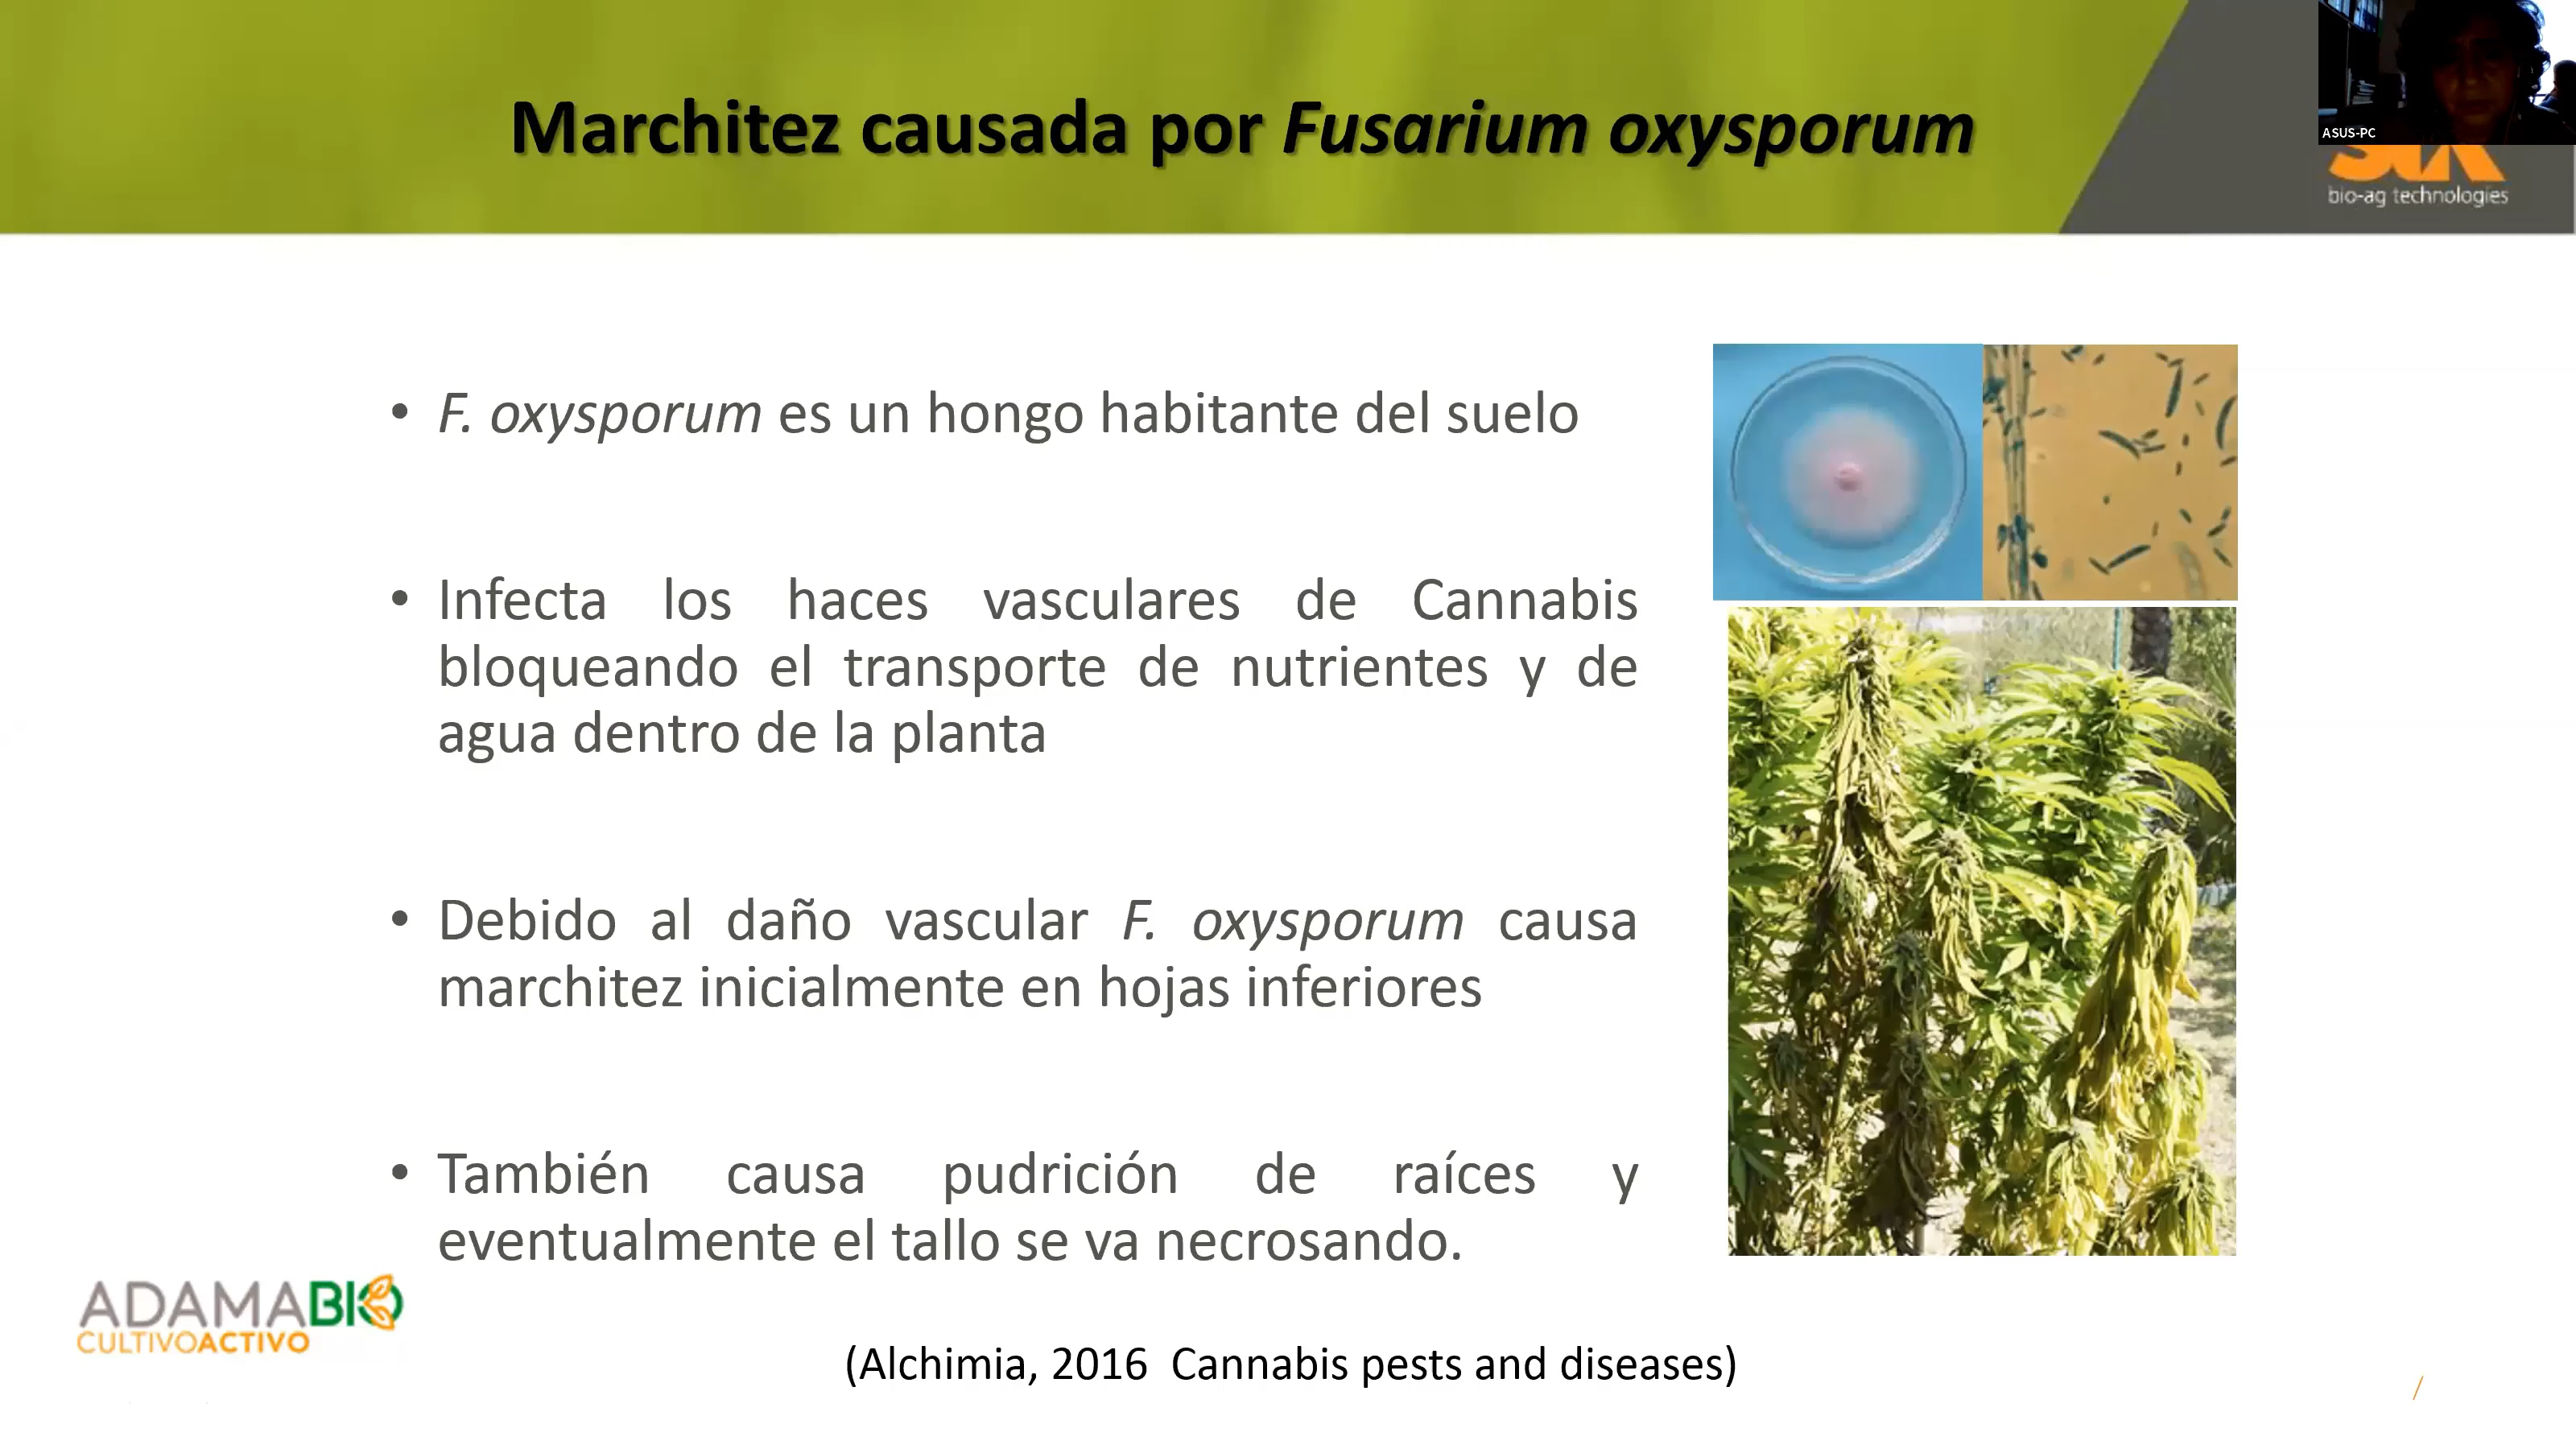 Marchitez causada por Fusarium oxysporum
ASUS-PC
bio-ag technologies
• F. oxysporum es un hongo habitante del suelo
• Infecta los haces vasculares de Cannabis
bloqueando el transporte de nutrientes y de
agua dentro de la planta
• Debido al daño vascular F. oxysporum causa
marchitez inicialmente en hojas inferiores
• También causa pudrición de raíces y
eventualmente el tallo se va necrosando.
ADAMABIO
CULTIVOACTIVO
(Alchimia, 2016 Cannabis pests and diseases)
/